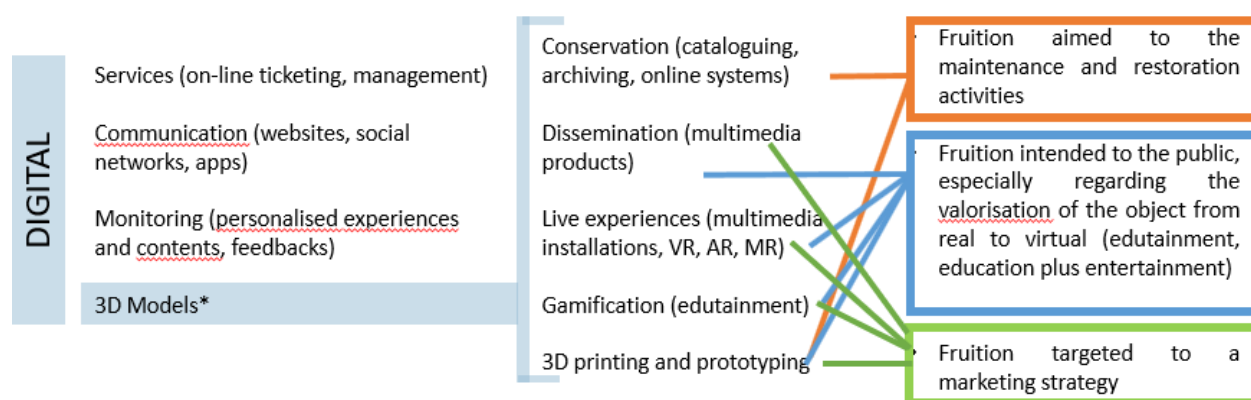 DIGITAL
Services (on-line ticketing, management)
Communication (websites, social
networks, apps)
Monitoring (personalised experiences
and contents, feedbacks)
3D Models*
Conservation (cataloguing,
archiving, online systems)
Dissemination (multimedia
products)
Live experiences (multimedia
installations, VR, AR, MR)
Gamification (edutainment)
3D printing and prototyping
Fruition aimed to the
maintenance and restoration
activities
Fruition intended to the public,
especially regarding the
valorisation of the object from
real to virtual (edutainment,
education plus entertainment)
Fruition targeted to a
marketing strategy